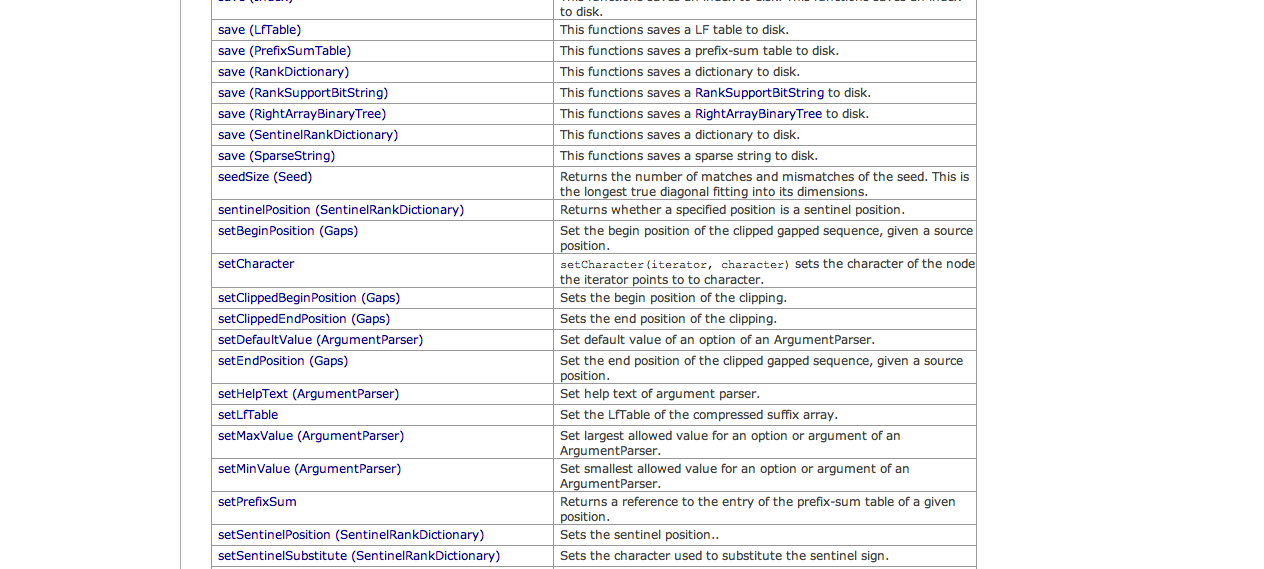 to disk.
save (LfTable) This functions saves a LF table to disk.
save (PrefixSumTable) This functions saves a prefix-sum table to disk.
save (RankDictionary) This functions saves a dictionary to disk.
save (RankSupportBitString) This functions saves a RankSupportBitString to disk.
save (RightArrayBinaryTree) This functions saves a RightArrayBinaryTree to disk.
save (SentinelRankDictionary) This functions saves a dictionary to disk.
save (SparseString) This functions saves a sparse string to disk.
seedSize (Seed) Returns the number of matches and mismatches of the seed. This is
the longest true diagonal fitting into its dimensions.
sentinelPosition (SentinelRankDictionary) Returns whether a specified position is a sentinel position.
setBeginPosition (Gaps) Set the begin position of the clipped gapped sequence, given a source
position.
setCharacter setCharacter(iterator, character) sets the character of the node
the iterator points to to character.
setClippedBeginPosition (Gaps) Sets the begin position of the clipping.
setClippedEndPosition (Gaps) Sets the end position of the clipping.
setDefaultValue (ArgumentParser) Set default value of an option of an ArgumentParser.
setEndPosition (Gaps) Set the end position of the clipped gapped sequence, given a source
position.
setHelpText (ArgumentParser) Set help text of argument parser.
setLfTable Set the LfTable of the compressed suffix array.
setMaxValue (ArgumentParser) Set largest allowed value for an option or argument of an
ArgumentParser.
setMinValue (ArgumentParser) Set smallest allowed value for an option or argument of an
ArgumentParser.
setPrefixSum Returns a reference to the entry of the prefix-sum table of a given
position.
setSentinelPosition (SentinelRankDictionary) Sets the sentinel position..
setSentinelSubstitute (SentinelRankDictionary) Sets the character used to substitute the sentinel sign.